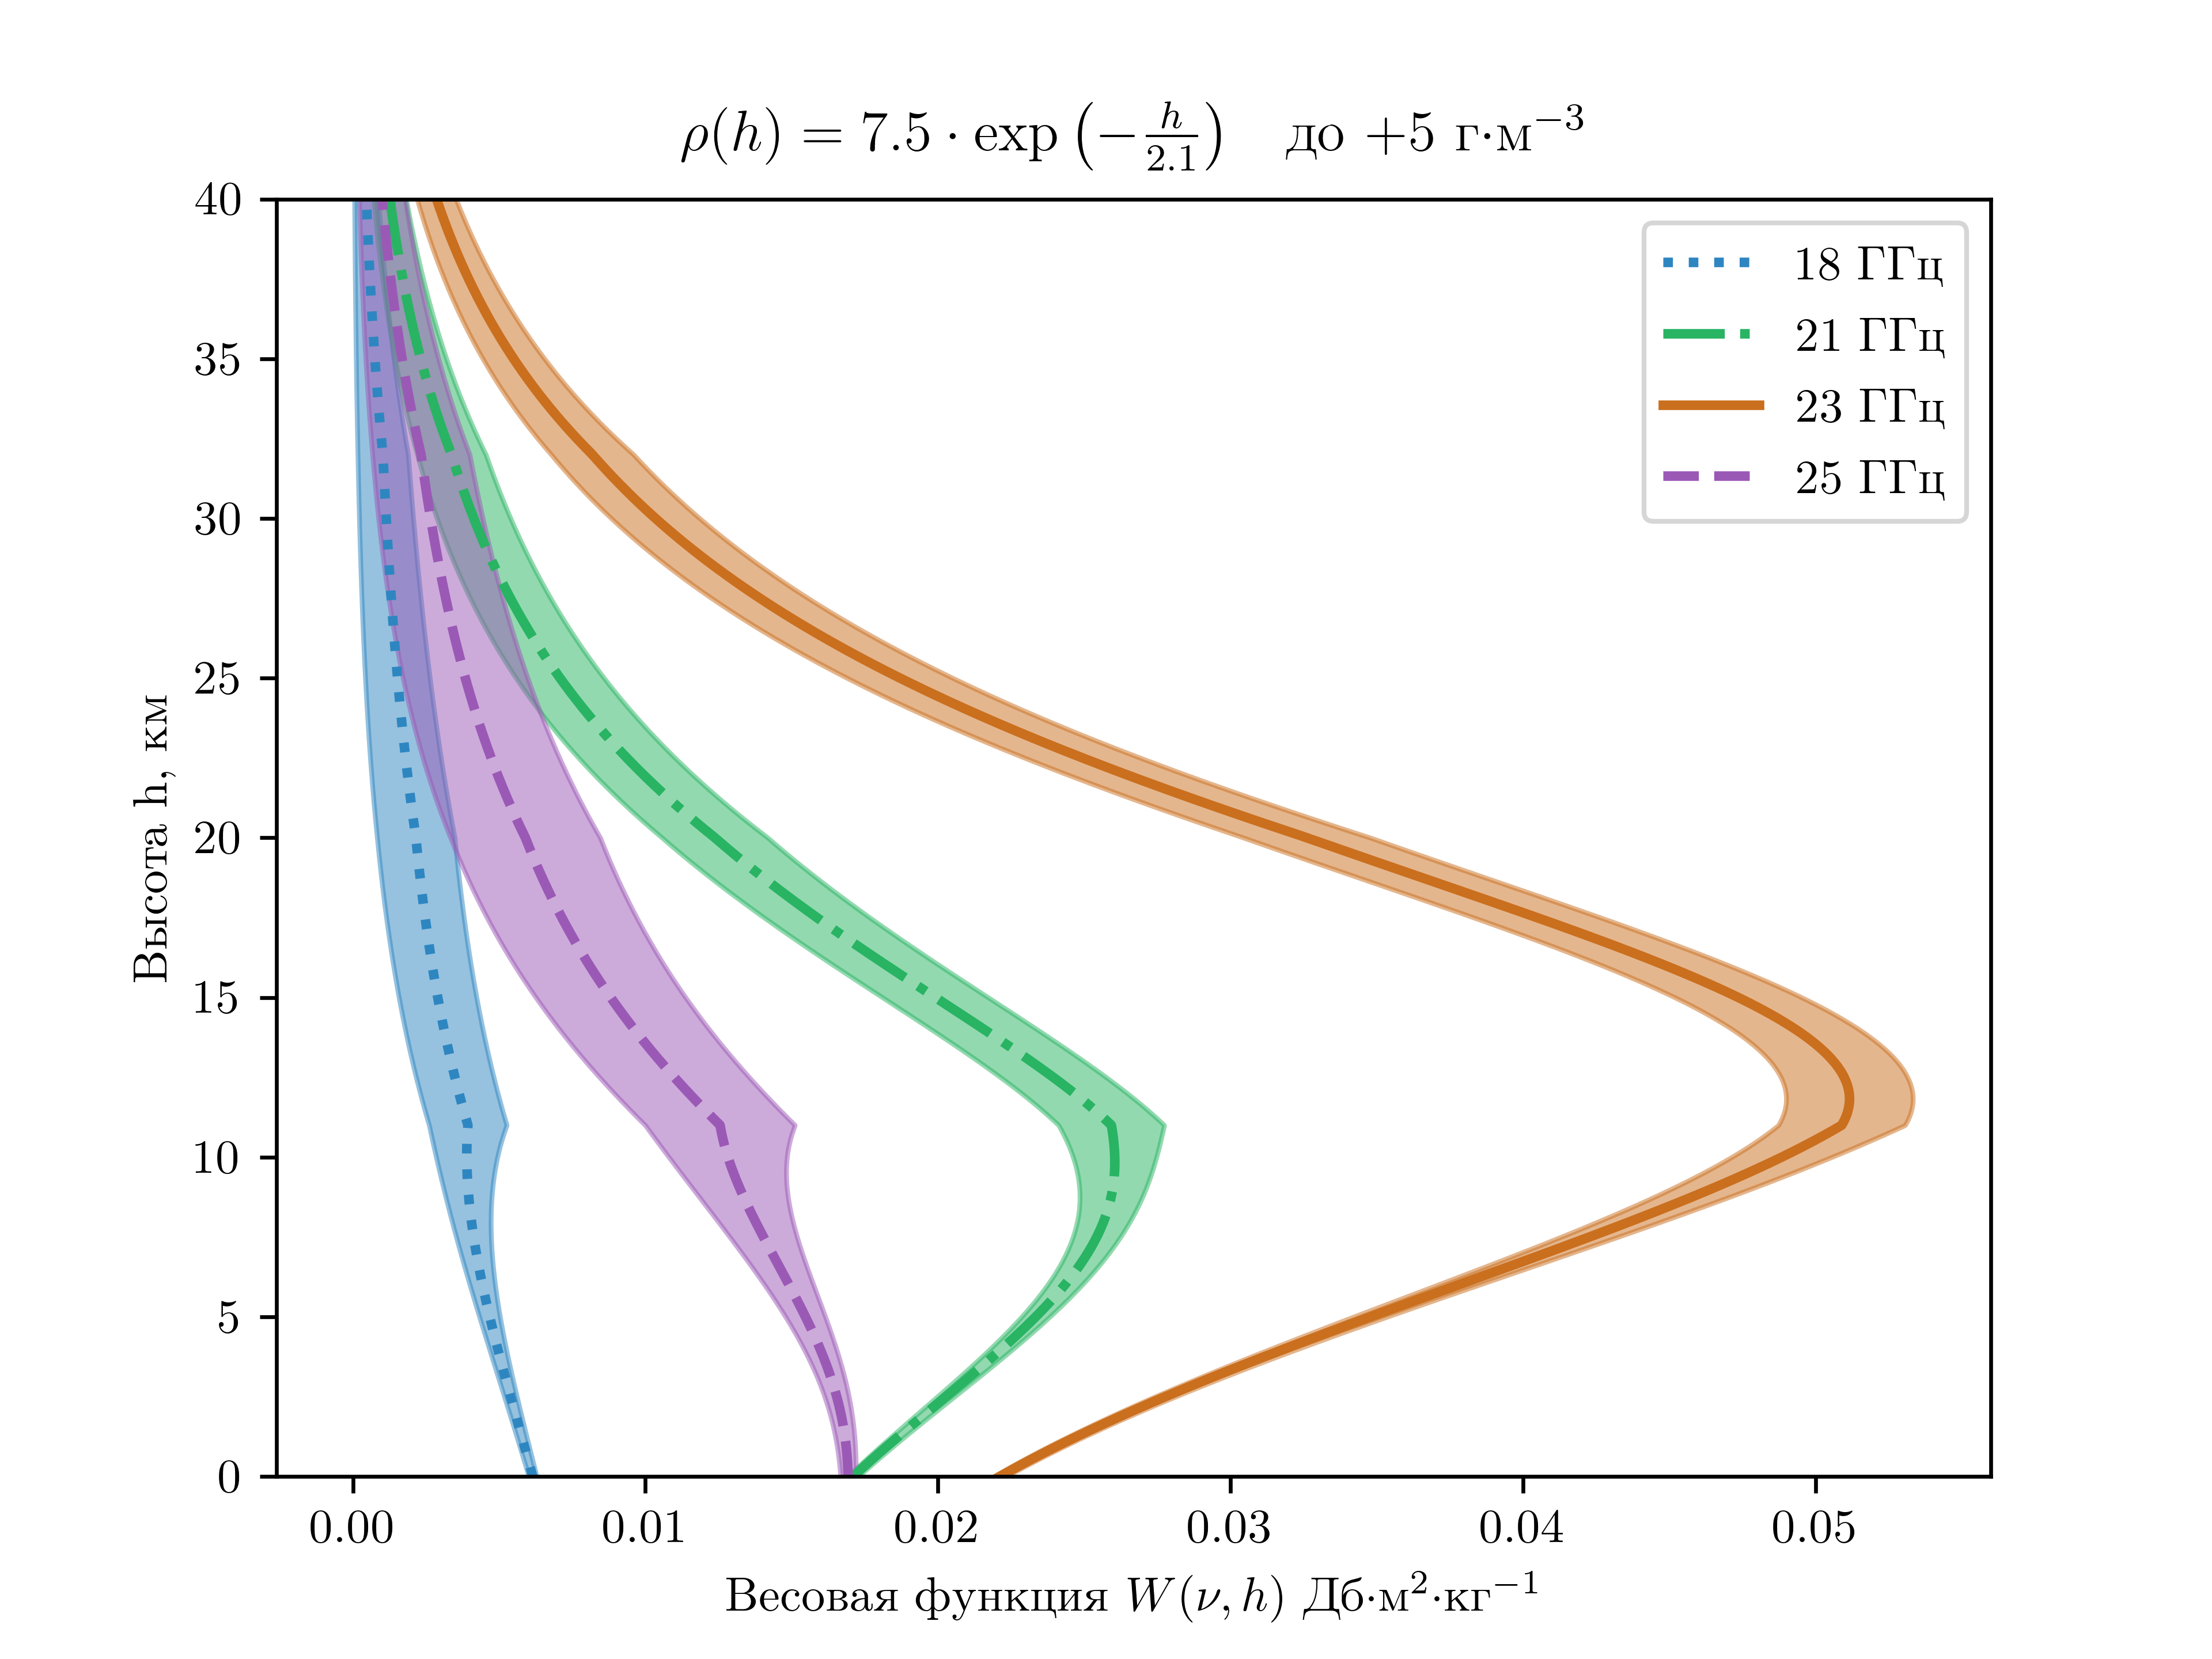 ρ(h) = 7.5 · exp (− h/2.1) до +5 г·м⁻³
40
35
30
25
20
15
10
5
0
Высота h, км
18 ГГц
21 ГГц
23 ГГц
25 ГГц
0.00 0.01 0.02 0.03 0.04 0.05
Весовая функция W(ν, h) Дб·м²·кг⁻¹